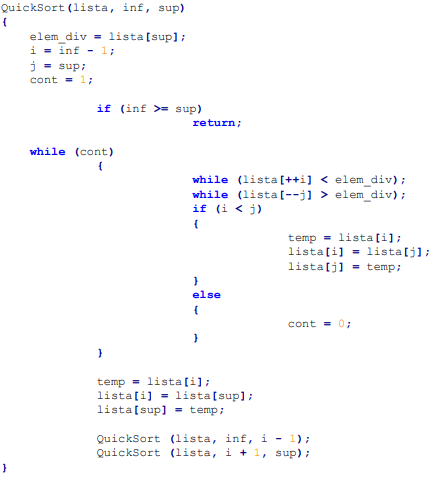 QuickSort(lista, inf, sup)
{
elem_div = lista[sup];
i = inf - 1;
j = sup;
cont = 1;
if (inf >= sup)
return;
while (cont)
{
while (lista[++i] < elem_div);
while (lista[--j] > elem_div);
if (i < j)
{
temp = lista[i];
lista[i] = lista[j];
lista[j] = temp;
}
else
{
cont = 0;
}
}
temp = lista[i];
lista[i] = lista[sup];
lista[sup] = temp;
QuickSort (lista, inf, i - 1);
QuickSort (lista, i + 1, sup);
}